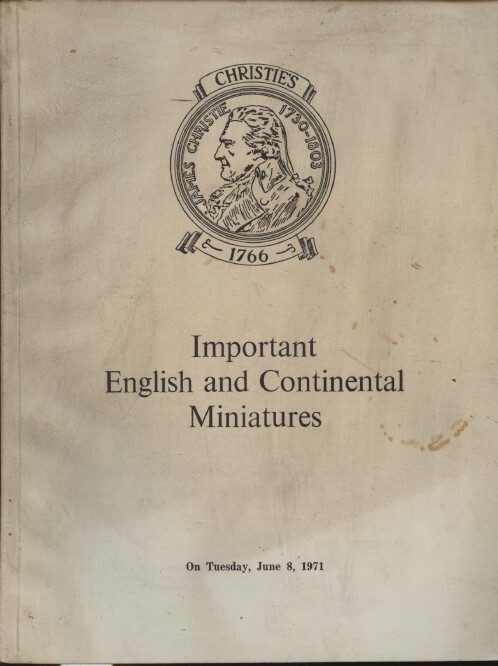 CHRISTIE'S
JAMES CHRISTIE 1730-1803
1766
Important
English and Continental
Miniatures
On Tuesday, June 8, 1971